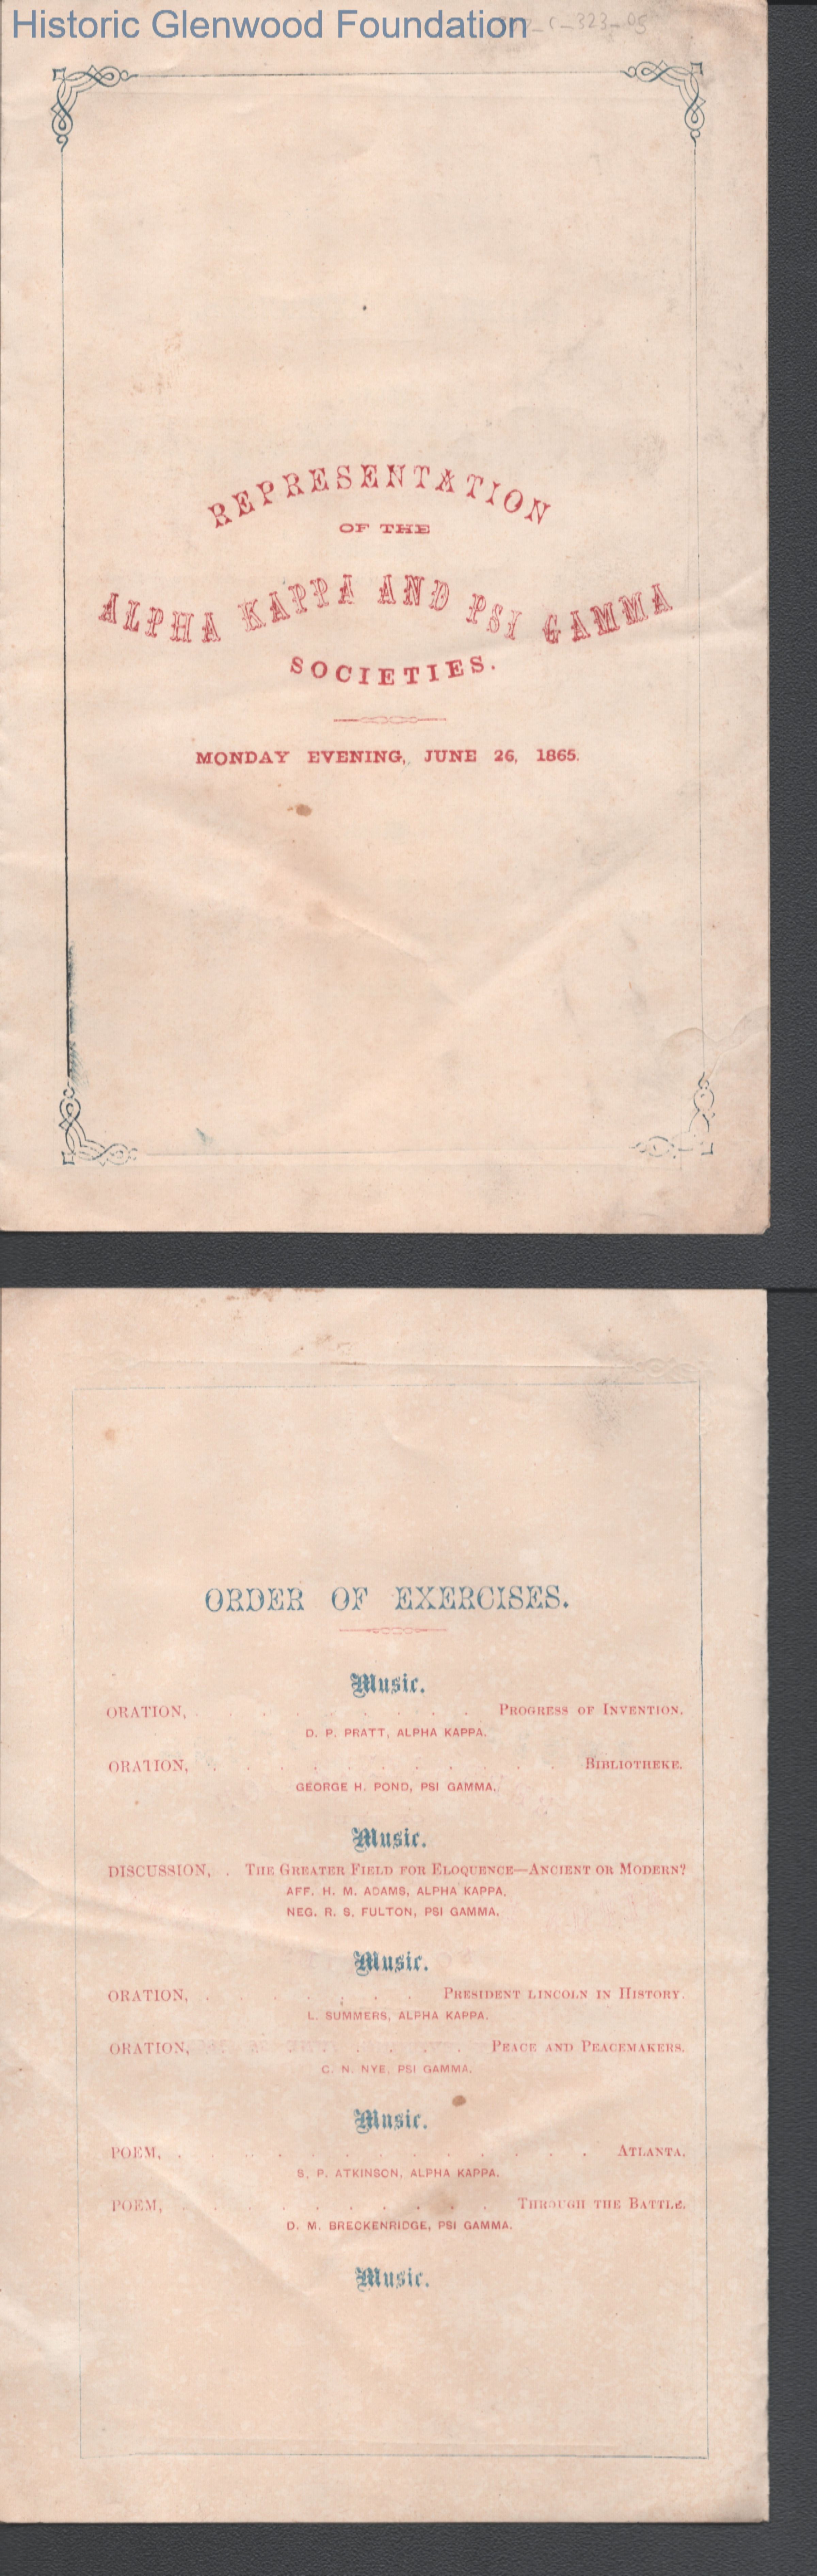 Historic Glenwood Foundation
REPRESENTATION
OF THE
ALPHA KAPPA AND PSI GAMMA
SOCIETIES.
MONDAY EVENING, JUNE 26, 1865.
ORDER OF EXERCISES.
Music.
ORATION, . . . . . . . . . PROGRESS OF INVENTION.
D. P. PRATT, ALPHA KAPPA.
ORATION, . . . . . . . . . . . BIBLIOTHEKE.
GEORGE H. POND, PSI GAMMA.
Music.
DISCUSSION, . THE GREATER FIELD FOR ELOQUENCE—ANCIENT OR MODERN?
AFF. H. M. ADAMS, ALPHA KAPPA,
NEG. R. S. FULTON, PSI GAMMA.
Music.
ORATION, . . . . . . . PRESIDENT LINCOLN IN HISTORY.
L. SUMMERS, ALPHA KAPPA.
ORATION, . . . . . . . . PEACE AND PEACEMAKERS.
C. N. NYE, PSI GAMMA.
Music.
POEM, . . . . . . . . . . . . . ATLANTA.
S. P. ATKINSON, ALPHA KAPPA.
POEM, . . . . . . . . . . THROUGH THE BATTLE.
D. M. BRECKENRIDGE, PSI GAMMA.
Music.